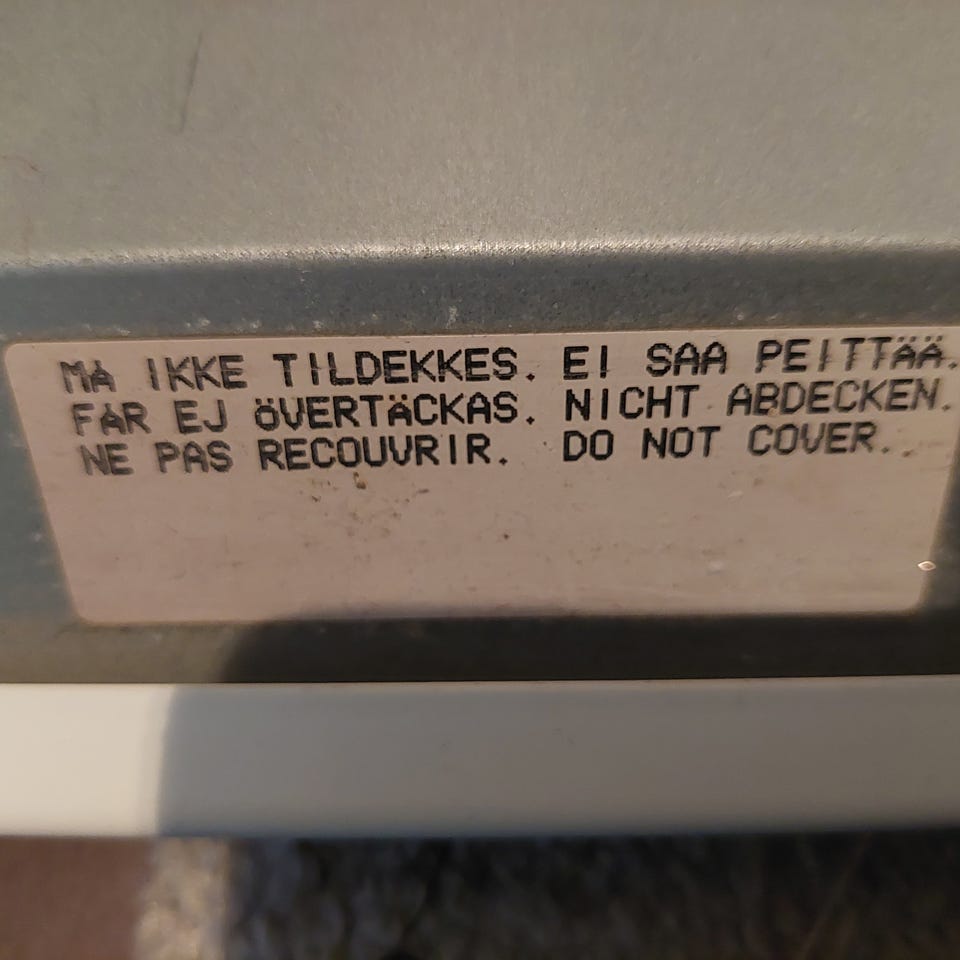 MÅ IKKE TILDEKKES. EI SAA PEITTÄÄ.
FÅR EJ ÖVERTÄCKAS. NICHT ABDECKEN.
NE PAS RECOUVRIR. DO NOT COVER.